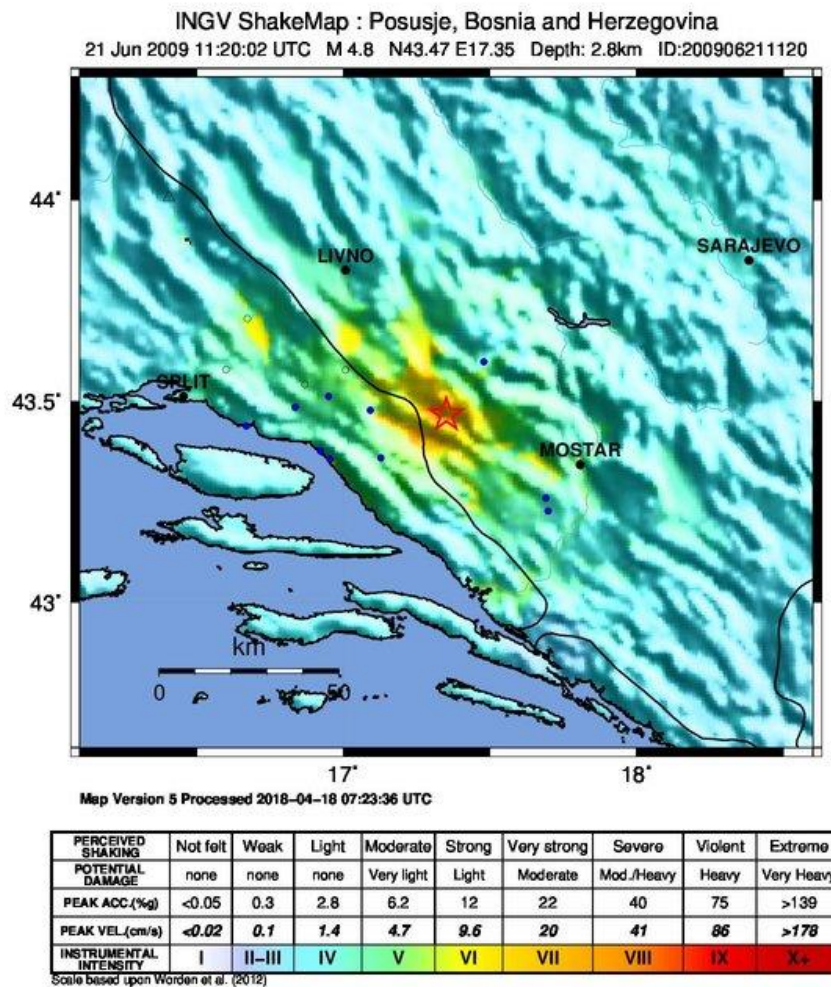 INGV ShakeMap : Posusje, Bosnia and Herzegovina
21 Jun 2009 11:20:02 UTC M 4.8 N43.47 E17.35 Depth: 2.8km ID:200906211120
44°
LIVNO
SARAJEVO
SPLIT
43.5°
MOSTAR
43°
km
0 50
17° 18°
Map Version 5 Processed 2018-04-18 07:23:36 UTC
PERCEIVED SHAKING Not felt Weak Light Moderate Strong Very strong Severe Violent Extreme
POTENTIAL DAMAGE none none none Very light Light Moderate Mod./Heavy Heavy Very Heavy
PEAK ACC.(%g) <0.05 0.3 2.8 6.2 12 22 40 75 >139
PEAK VEL.(cm/s) <0.02 0.1 1.4 4.7 9.6 20 41 86 >178
INSTRUMENTAL INTENSITY I II-III IV V VI VII VIII IX X+
Scale based upon Worden et al. (2012)